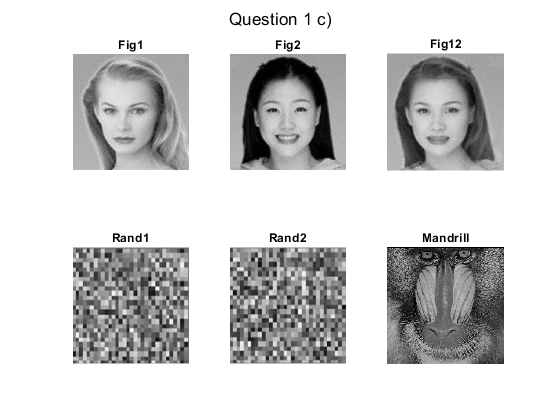 Question 1 c)
Fig1
Fig2
Fig12
Rand1
Rand2
Mandrill